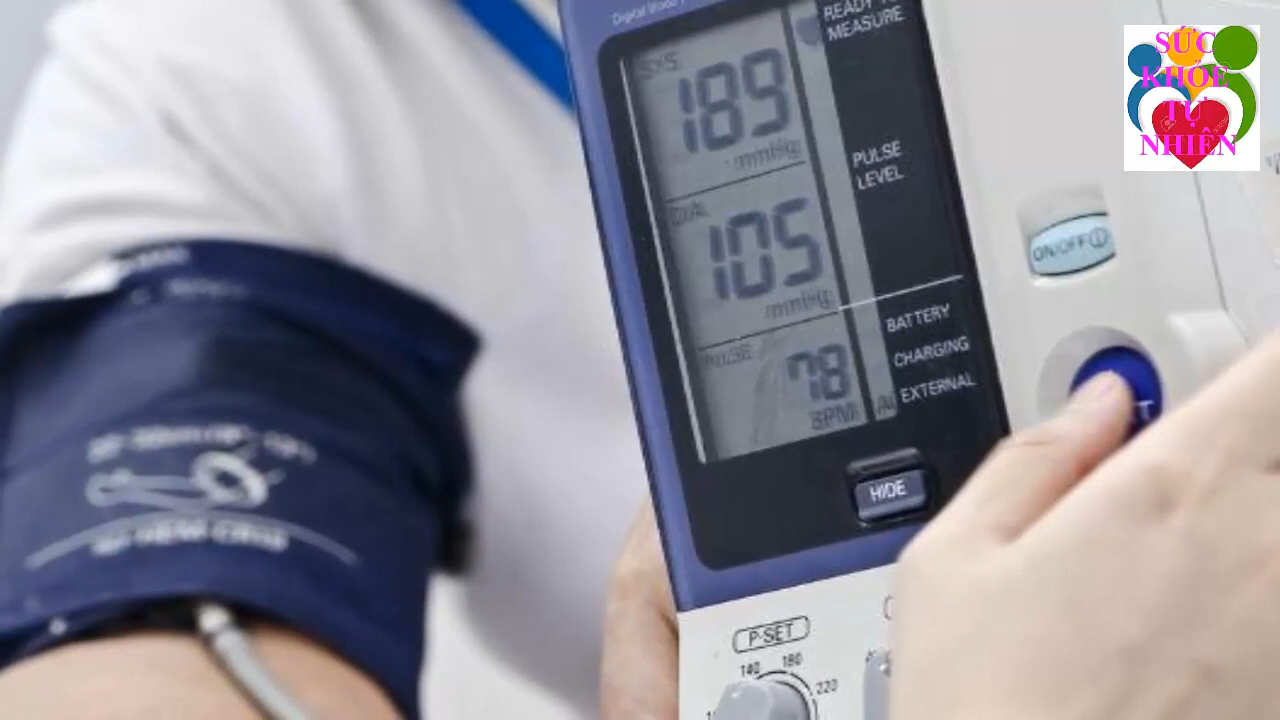 READY TO
MEASURE
SYS
189
mmHg
PULSE
LEVEL
DIA
105
mmHg
PULSE
78
BPM
BATTERY
CHARGING
EXTERNAL
HIDE
ON/OFF
P-SET
140
180
220
SỨC
KHỎE
TỰ
NHIÊN